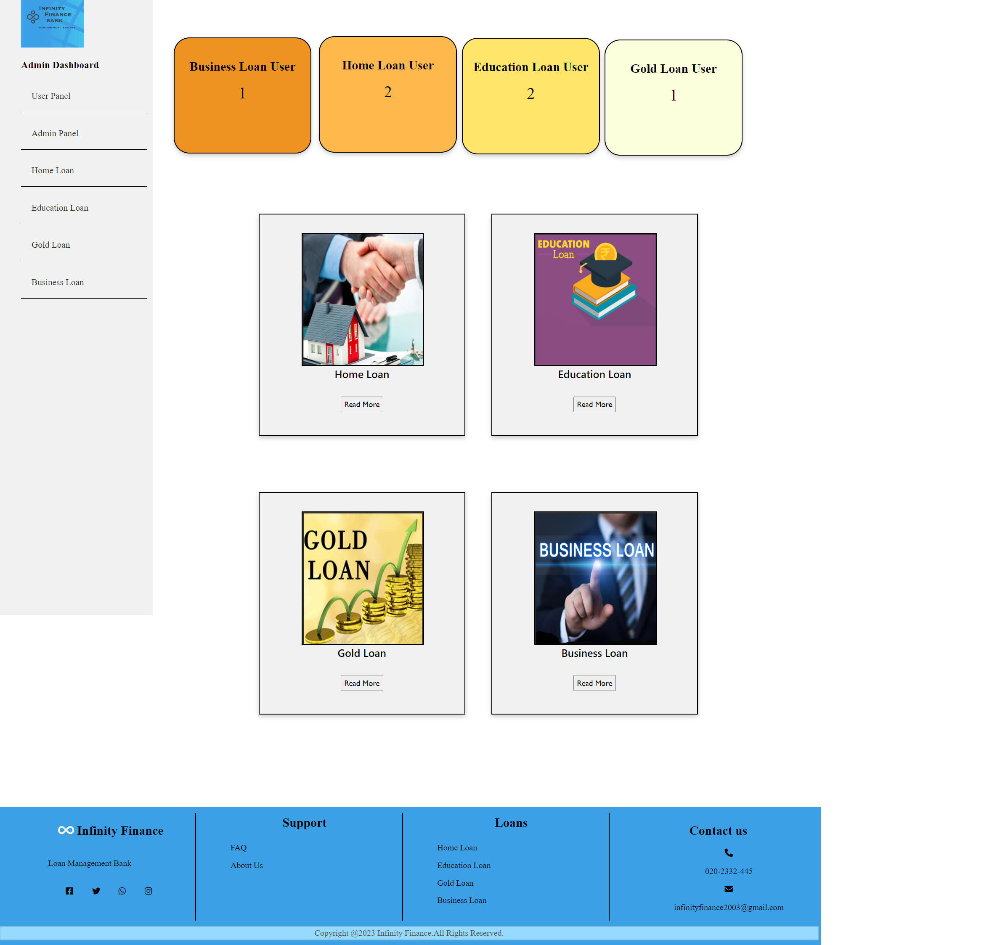 INFINITY
FINANCE
BANK
YOUR FINANCIAL PARTNER
Admin Dashboard
User Panel
Admin Panel
Home Loan
Education Loan
Gold Loan
Business Loan
Business Loan User
1
Home Loan User
2
Education Loan User
2
Gold Loan User
1
Home Loan
Read More
EDUCATION
Loan
₹
Education Loan
Read More
GOLD
LOAN
Gold Loan
Read More
BUSINESS LOAN
Business Loan
Read More
Infinity Finance
Loan Management Bank
Support
FAQ
About Us
Loans
Home Loan
Education Loan
Gold Loan
Business Loan
Contact us
020-2332-445
infinityfinance2003@gmail.com
Copyright @2023 Infinity Finance.All Rights Reserved.